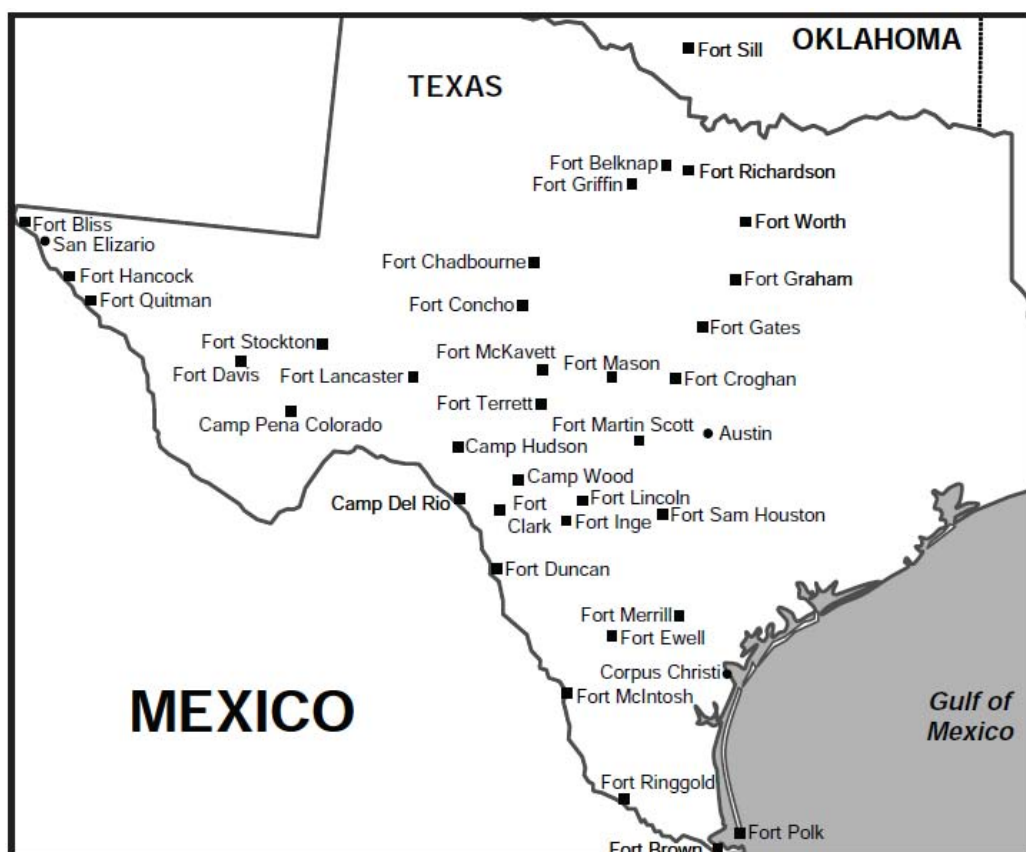 OKLAHOMA
Fort Sill
TEXAS
Fort Belknap
Fort Richardson
Fort Griffin
Fort Worth
Fort Bliss
San Elizario
Fort Chadbourne
Fort Hancock
Fort Graham
Fort Quitman
Fort Concho
Fort Gates
Fort Stockton
Fort McKavett
Fort Mason
Fort Davis
Fort Lancaster
Fort Croghan
Fort Terrett
Camp Pena Colorado
Fort Martin Scott
Austin
Camp Hudson
Camp Wood
Camp Del Rio
Fort
Clark
Fort Lincoln
Fort Inge
Fort Sam Houston
Fort Duncan
Fort Merrill
Fort Ewell
Corpus Christi
Fort McIntosh
MEXICO
Gulf of
Mexico
Fort Ringgold
Fort Polk
Fort Brown